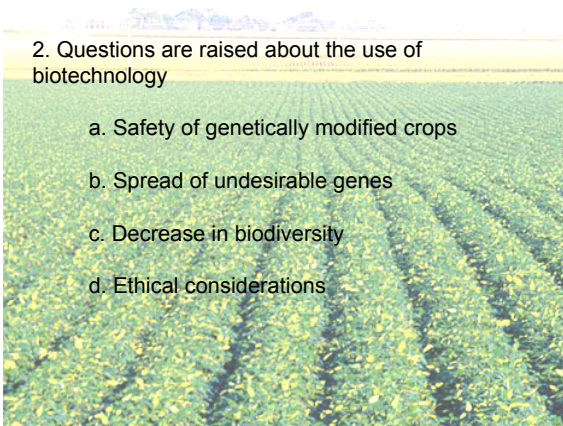 2. Questions are raised about the use of
biotechnology
a. Safety of genetically modified crops
b. Spread of undesirable genes
c. Decrease in biodiversity
d. Ethical considerations